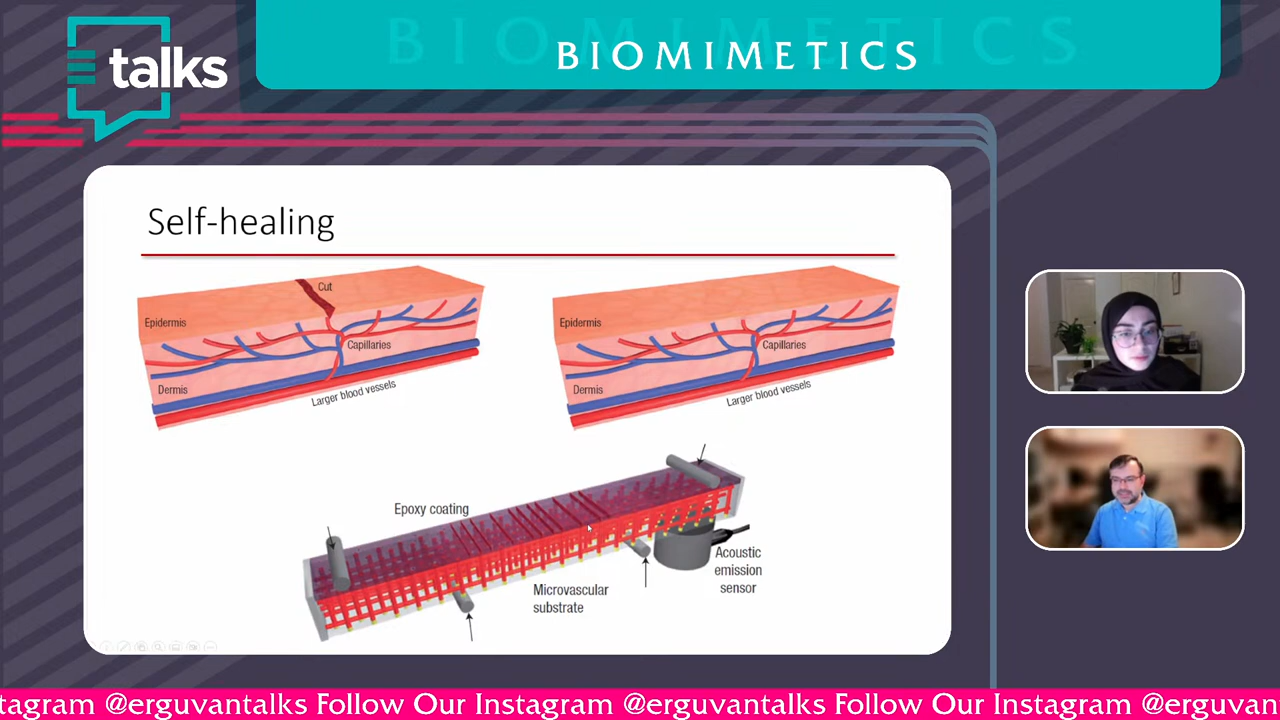 talks
BIOMIMETICS
BIOMIMETICS
Self-healing
Cut
Epidermis
Capillaries
Dermis
Larger blood vessels
Epidermis
Capillaries
Dermis
Larger blood vessels
Epoxy coating
Microvascular
substrate
Acoustic
emission
sensor
tagram @erguvantalks Follow Our Instagram @erguvantalks Follow Our Instagram @erguvan